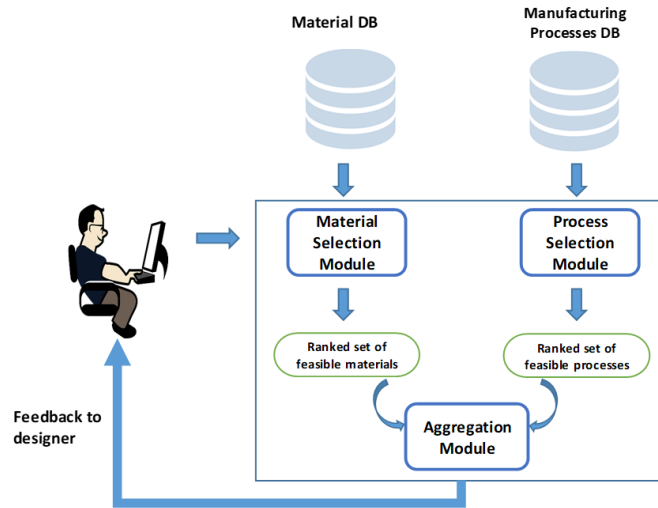 Material DB
Manufacturing
Processes DB
Material
Selection
Module
Process
Selection
Module
Ranked set of
feasible materials
Ranked set of
feasible processes
Aggregation
Module
Feedback to
designer